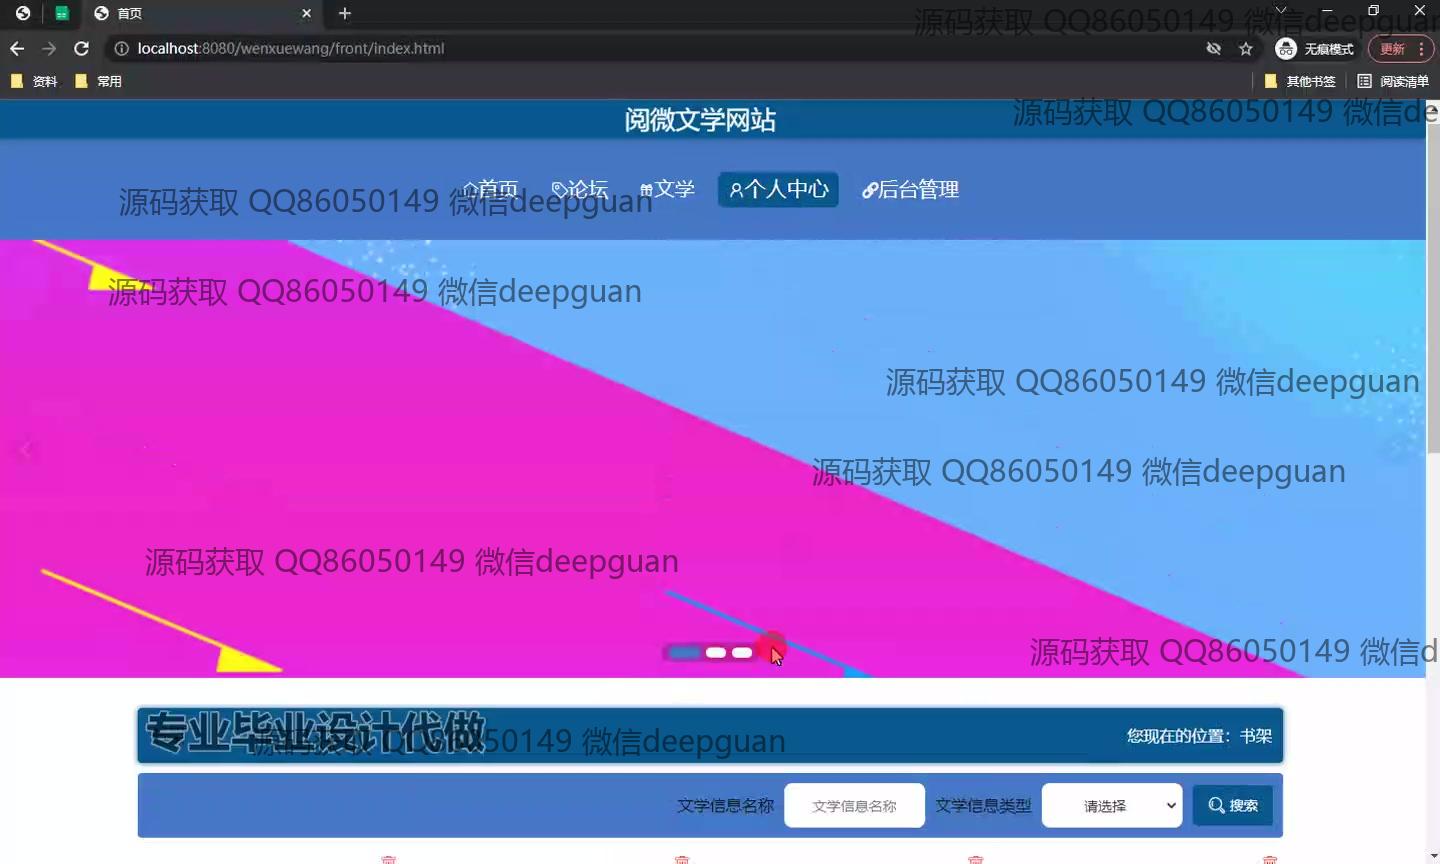 首页
localhost:8080/wenxuewang/front/index.html
无痕模式
更新
资料
常用
其他书签
阅读清单
源码获取 QQ86050149 微信deepguan
阅微文学网站
源码获取 QQ86050149 微信de
首页
论坛
文学
个人中心
后台管理
源码获取 QQ86050149 微信deepguan
源码获取 QQ86050149 微信deepguan
源码获取 QQ86050149 微信deepguan
源码获取 QQ86050149 微信deepguan
源码获取 QQ86050149 微信deepguan
源码获取 QQ86050149 微信d
专业毕业设计代做
您现在的位置：书架
源码获取 QQ86050149 微信deepguan
文学信息名称
文学信息名称
文学信息类型
请选择
搜索